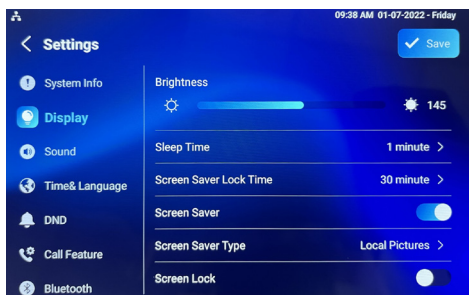 09:38 AM 01-07-2022 - Friday
Settings
Save
System Info
Display
Sound
Time& Language
DND
Call Feature
Bluetooth
Brightness
145
Sleep Time
1 minute >
Screen Saver Lock Time
30 minute >
Screen Saver
Screen Saver Type
Local Pictures >
Screen Lock